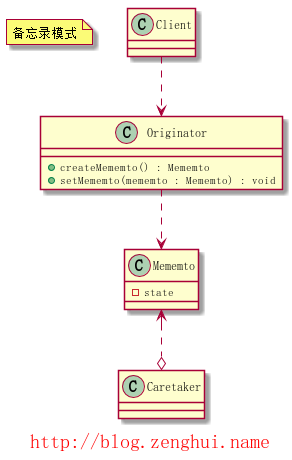 备忘录模式
C Client
C Originator
createMememto() : Mememto
setMememto(mememto : Mememto) : void
C Mememto
state
C Caretaker
http://blog.zenghui.name